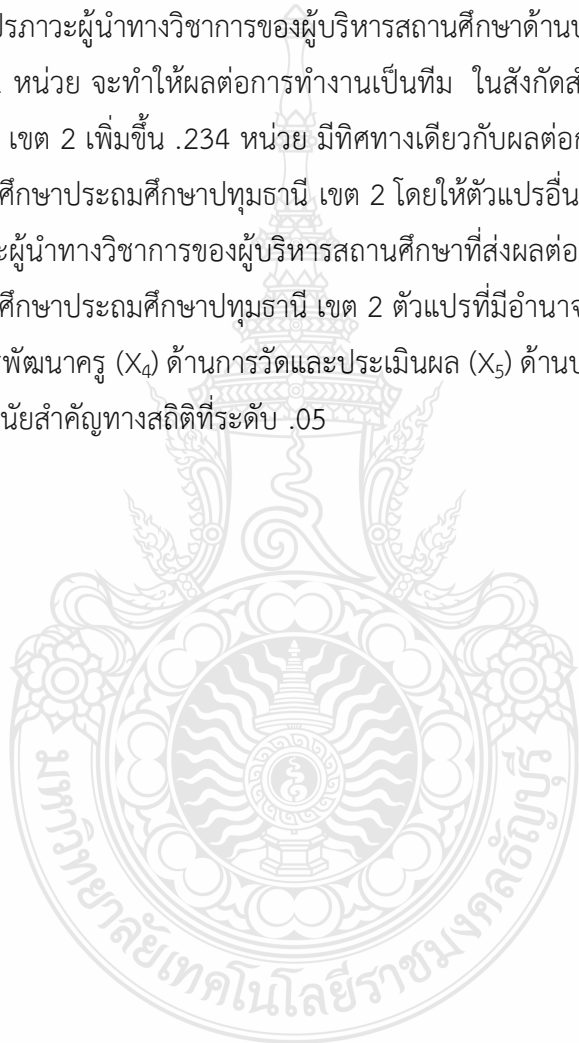 ปรภาวะผู้นำทางวิชาการของผู้บริหารสถานศึกษาด้าน
หน่วย จะทำให้ผลต่อการทำงานเป็นทีม ในสังกัด
เขต 2 เพิ่มขึ้น .234 หน่วย มีทิศทางเดียวกับผลต่อ
ศึกษาประถมศึกษาปทุมธานี เขต 2 โดยให้ตัวแปรอื่น
ะผู้นำทางวิชาการของผู้บริหารสถานศึกษาที่ส่งผลต่อ
ศึกษาประถมศึกษาปทุมธานี เขต 2 ตัวแปรที่มีอำนาจ
รพัฒนาครู (X₄) ด้านการวัดและประเมินผล (X₅) ด้าน
นัยสำคัญทางสถิติที่ระดับ .05
มหาวิทยาลัยเทคโนโลยีราชมงคลธัญบุรี